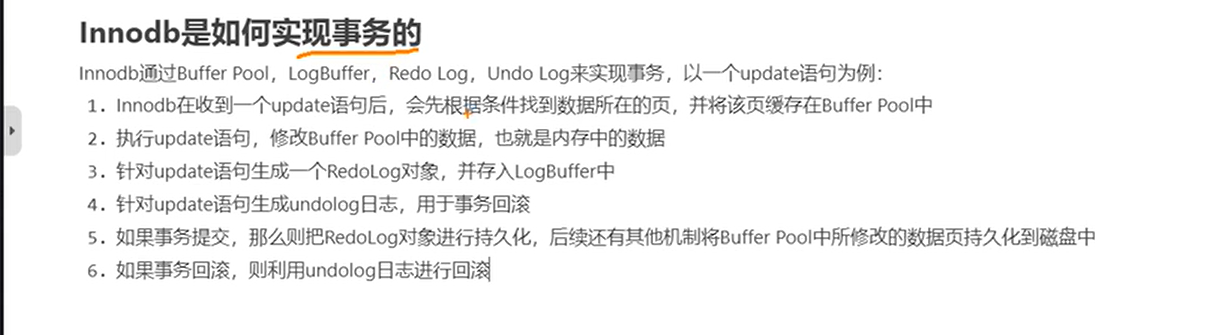 Innodb是如何实现事务的
Innodb通过Buffer Pool，LogBuffer，Redo Log，Undo Log来实现事务，以一个update语句为例：
1. Innodb在收到一个update语句后，会先根据条件找到数据所在的页，并将该页缓存在Buffer Pool中
2. 执行update语句，修改Buffer Pool中的数据，也就是内存中的数据
3. 针对update语句生成一个RedoLog对象，并存入LogBuffer中
4. 针对update语句生成undolog日志，用于事务回滚
5. 如果事务提交，那么则把RedoLog对象进行持久化，后续还有其他机制将Buffer Pool中所修改的数据页持久化到磁盘中
6. 如果事务回滚，则利用undolog日志进行回滚